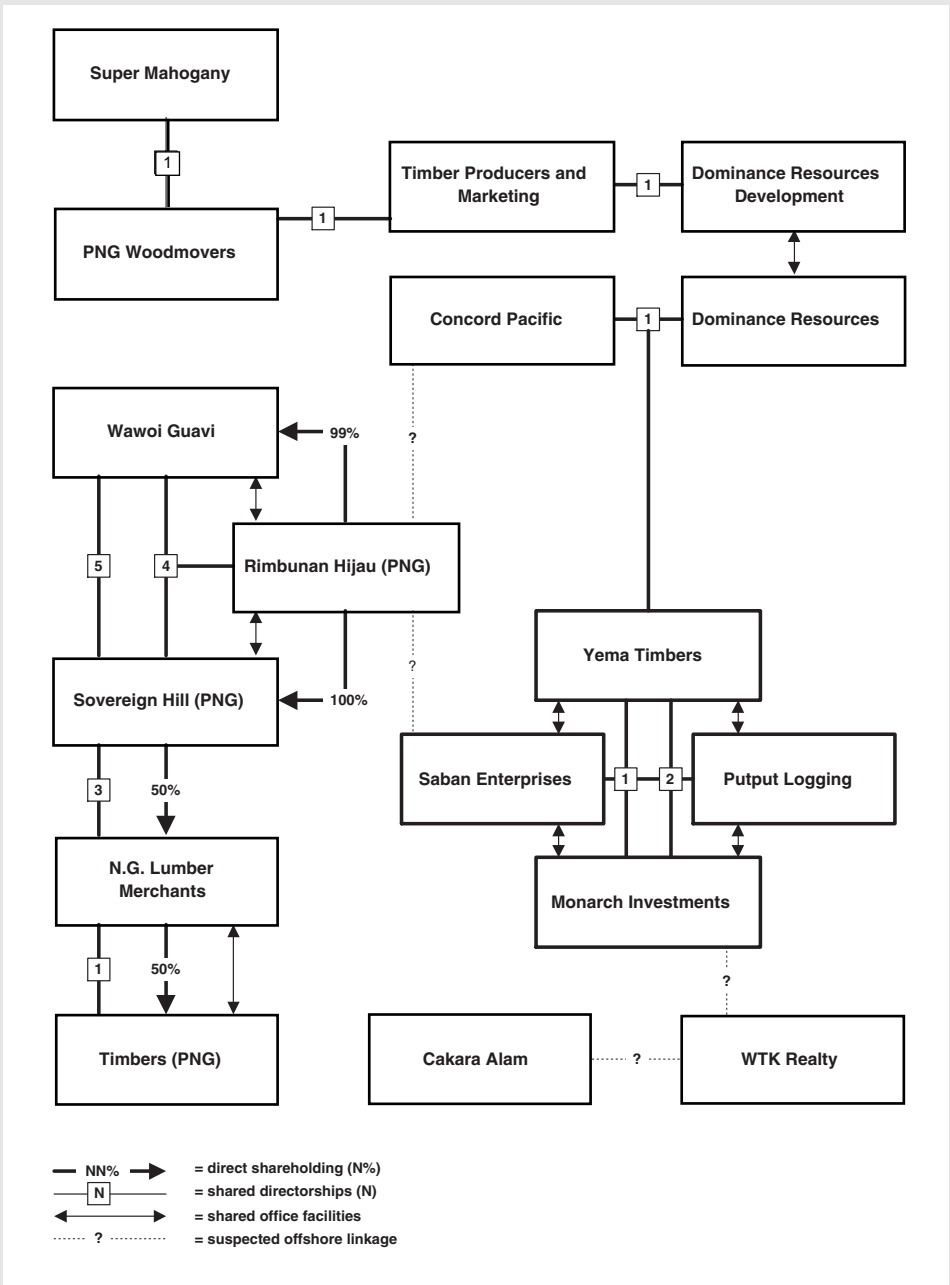 Super Mahogany
1
Timber Producers and
Marketing
1
Dominance Resources
Development
PNG Woodmovers
1
Concord Pacific
1
Dominance Resources
Wawoi Guavi
99%
?
5
4
Rimbunan Hijau (PNG)
Yema Timbers
?
Sovereign Hill (PNG)
100%
Saban Enterprises
1
2
Putput Logging
3
50%
N.G. Lumber
Merchants
Monarch Investments
1
50%
?
Timbers (PNG)
Cakara Alam
?
WTK Realty
NN%
= direct shareholding (N%)
N
= shared directorships (N)
= shared office facilities
?
= suspected offshore linkage